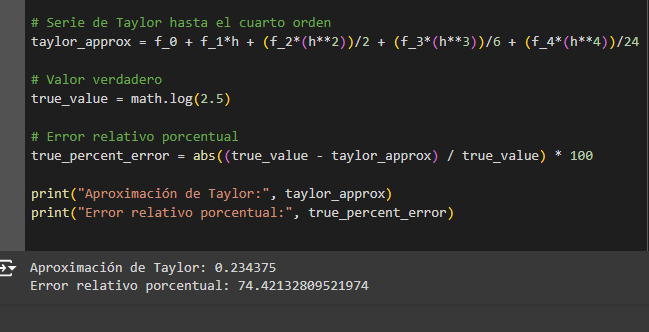 # Serie de Taylor hasta el cuarto orden
taylor_approx = f_0 + f_1*h + (f_2*(h**2))/2 + (f_3*(h**3))/6 + (f_4*(h**4))/24
# Valor verdadero
true_value = math.log(2.5)
# Error relativo porcentual
true_percent_error = abs((true_value - taylor_approx) / true_value) * 100
print("Aproximación de Taylor:", taylor_approx)
print("Error relativo porcentual:", true_percent_error)
Aproximación de Taylor: 0.234375
Error relativo porcentual: 74.42132809521974